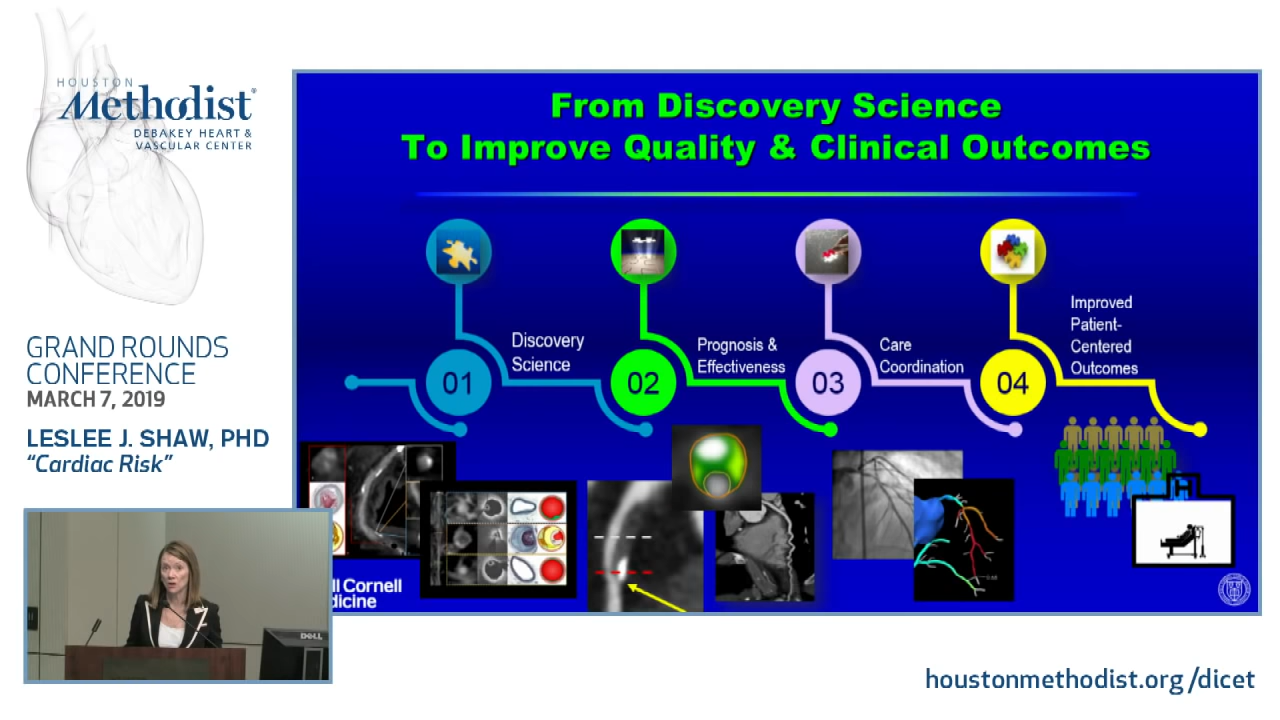 HOUSTON
Methodist®
DEBAKEY HEART &
VASCULAR CENTER
GRAND ROUNDS
CONFERENCE
MARCH 7, 2019
LESLEE J. SHAW, PHD
"Cardiac Risk"
From Discovery Science
To Improve Quality & Clinical Outcomes
01
Discovery
Science
02
Prognosis &
Effectiveness
03
Care
Coordination
04
Improved
Patient-
Centered
Outcomes
H
ll Cornell
dicine
DELL
houstonmethodist.org/dicet